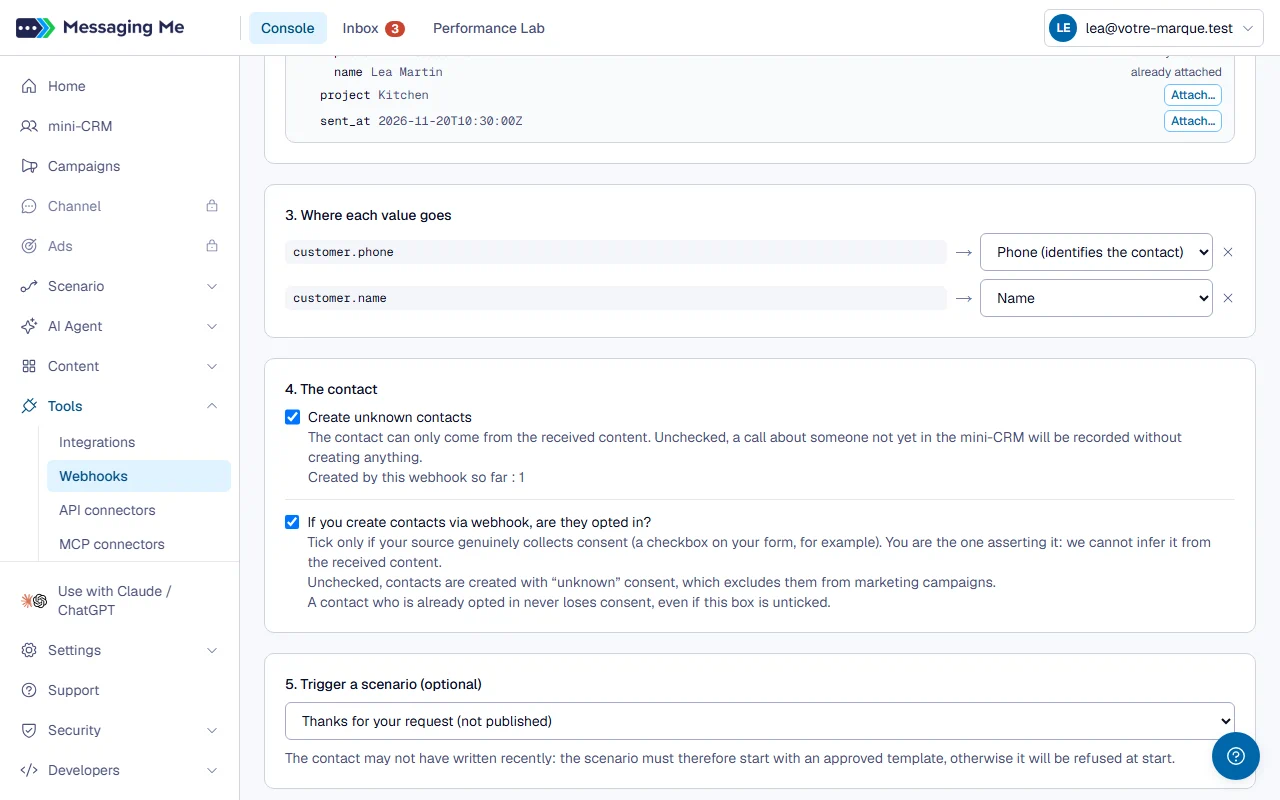 Messaging Me
Console
Inbox 3
Performance Lab
LE lea@votre-marque.test
Home
mini-CRM
Campaigns
Channel
Ads
Scenario
AI Agent
Content
Tools
Integrations
Webhooks
API connectors
MCP connectors
Use with Claude /
ChatGPT
Settings
Support
Security
Developers
name Lea Martin already attached
project Kitchen Attach…
sent_at 2026-11-20T10:30:00Z Attach…
3. Where each value goes
customer.phone → Phone (identifies the contact) ×
customer.name → Name ×
4. The contact
Create unknown contacts
The contact can only come from the received content. Unchecked, a call about someone not yet in the mini-CRM will be recorded without
creating anything.
Created by this webhook so far : 1
If you create contacts via webhook, are they opted in?
Tick only if your source genuinely collects consent (a checkbox on your form, for example). You are the one asserting it: we cannot infer it from
the received content.
Unchecked, contacts are created with “unknown” consent, which excludes them from marketing campaigns.
A contact who is already opted in never loses consent, even if this box is unticked.
5. Trigger a scenario (optional)
Thanks for your request (not published)
The contact may not have written recently: the scenario must therefore start with an approved template, otherwise it will be refused at start.